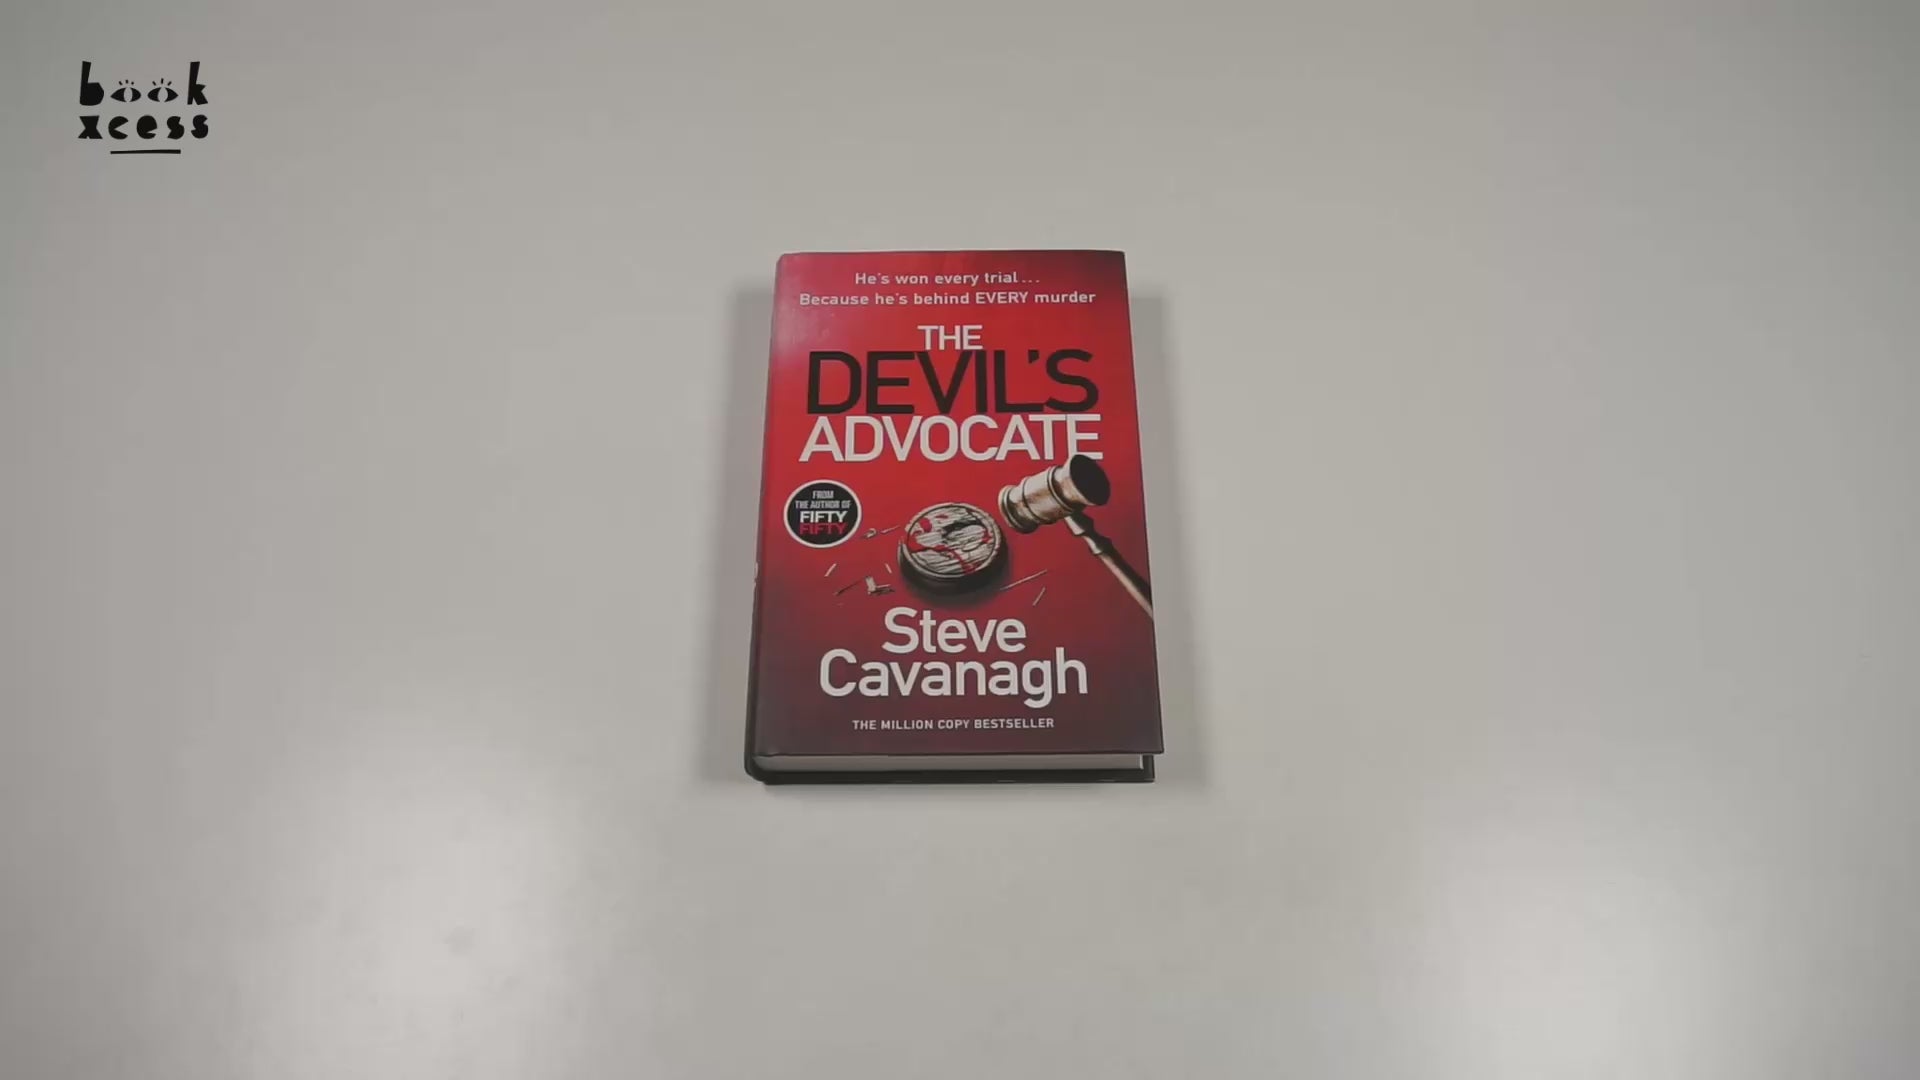 book
xcess
He's won every trial...
Because he's behind EVERY murder
THE
DEVIL'S
ADVOCATE
FROM
THE AUTHOR OF
FIFTY
FIFTY
Steve
Cavanagh
THE MILLION COPY BESTSELLER